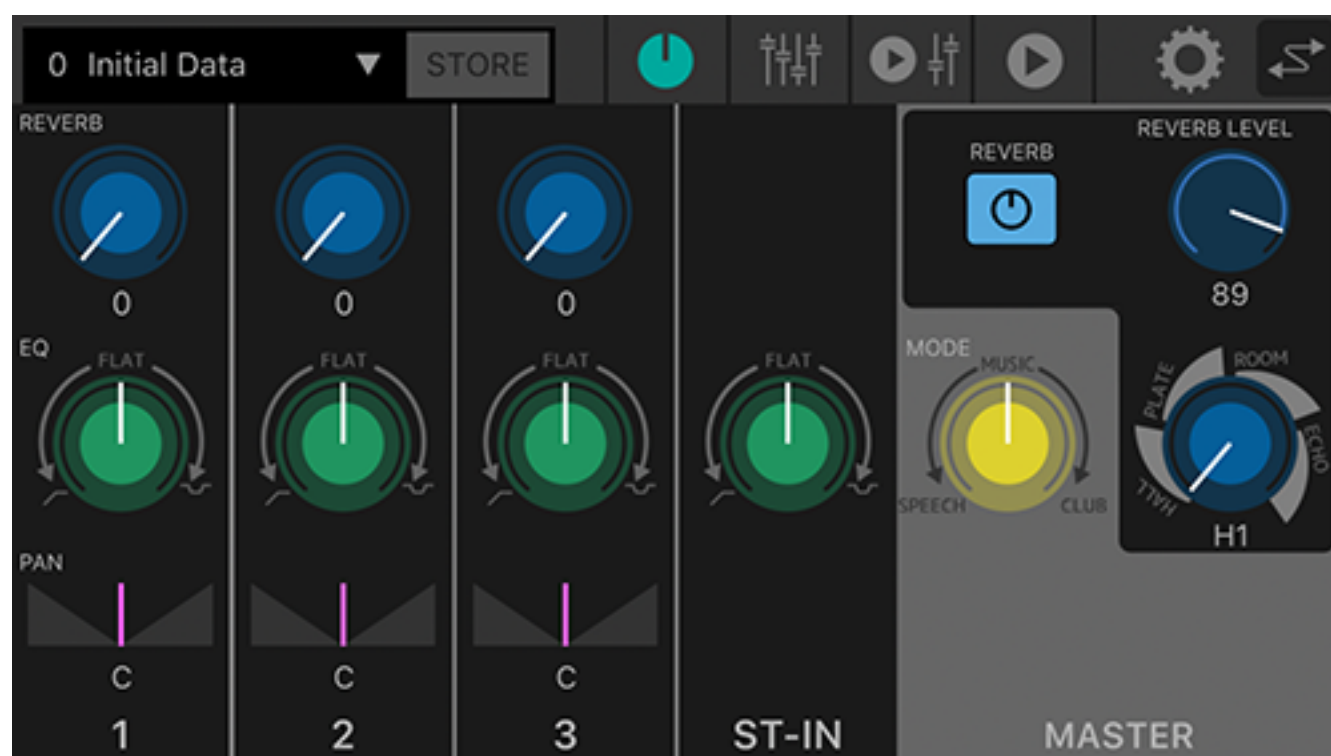 0 Initial Data ▼ STORE
REVERB
0
0
0
REVERB
REVERB LEVEL
89
EQ
FLAT
FLAT
FLAT
FLAT
MODE
MUSIC
SPEECH
CLUB
PLATE
ROOM
ECHO
HALL
H1
PAN
C
C
C
1
2
3
ST-IN
MASTER